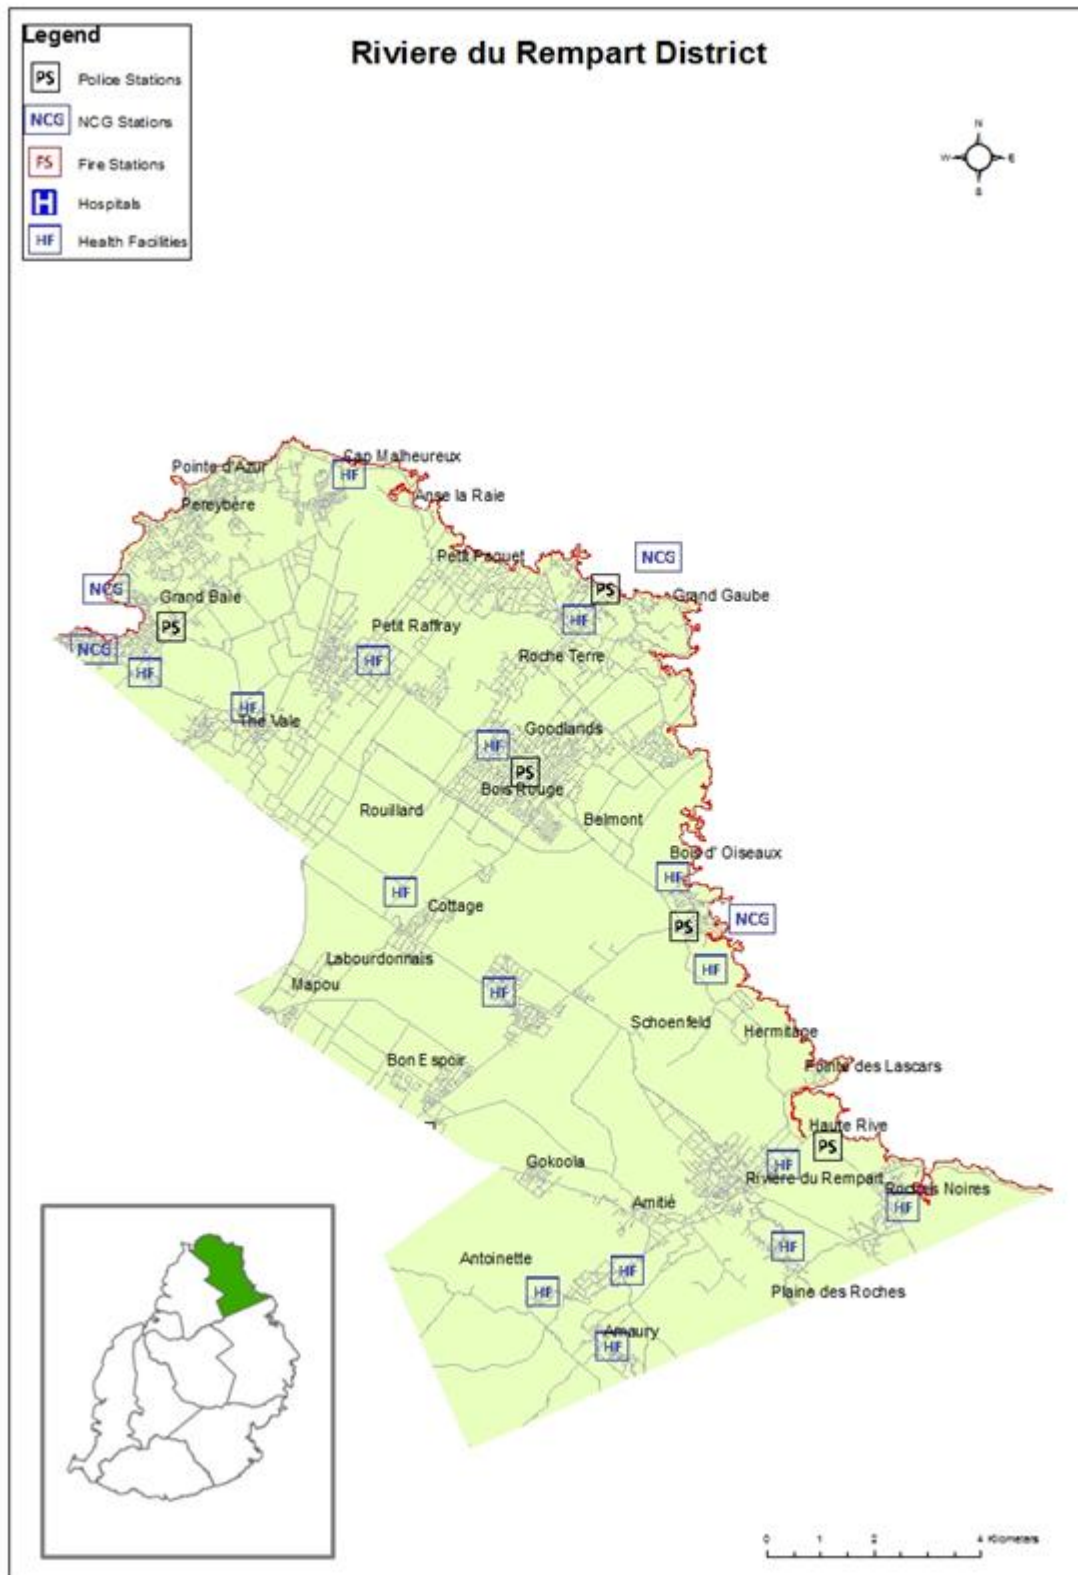 Legend
Riviere du Rempart District
PS Police Stations
NCG NCG Stations
FS Fire Stations
H Hospitals
HF Health Facilities
N
W E
S
Cap Malheureux
Pointe d'Azur
HF
Anse la Raie
Pereybère
Petit Paquet
NCG
NCG
PS
Grand Baie
Grand Gaube
HF
PS
Petit Raffray
NCG
Roche Terre
HF
HF
HF
The Vale
Goodlands
HF
PS
Bois Rouge
Rouillard
Belmont
Bois d' Oiseaux
HF
HF
Cottage
NCG
PS
Labourdonnais
HF
Mapou
HF
Schoenfeld
Hermitage
Bon Espoir
Pointe des Lascars
Haute Rive
PS
Gokoola
HF
Riviere du Rempart
Roches Noires
Amitié
HF
HF
Antoinette
HF
HF
Plaine des Roches
Amaury
HF
0 1 2 4 Kilometers